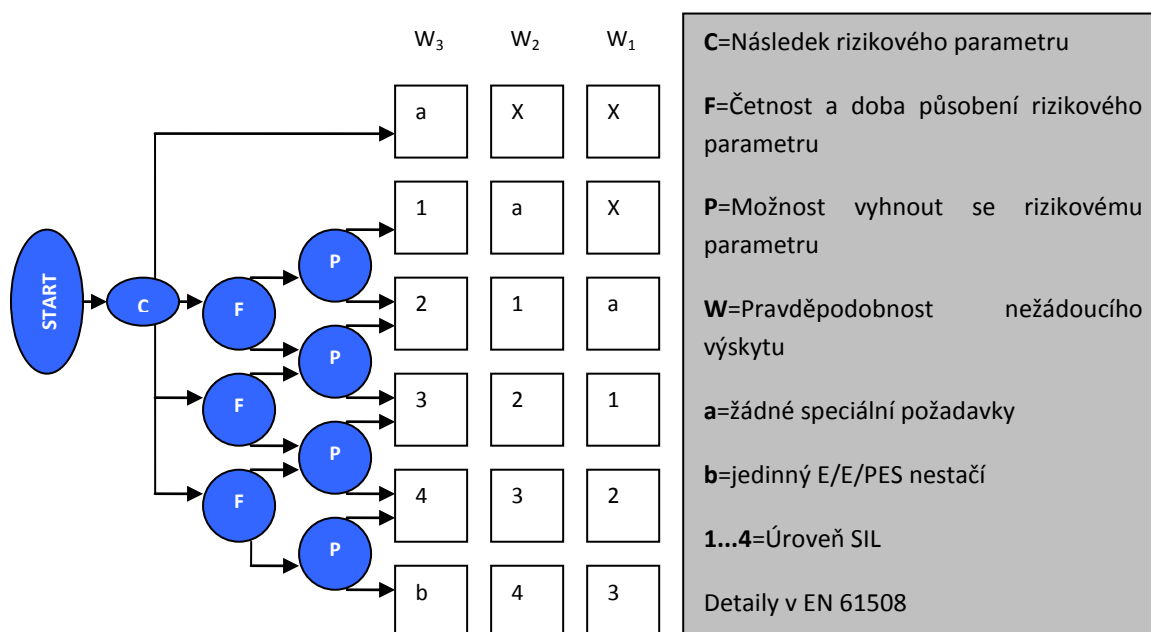 W3 W2 W1
a X X
1 a X
2 1 a
3 2 1
4 3 2
b 4 3
START
C
F
F
F
P
P
P
P
C=Následek rizikového parametru
F=Četnost a doba působení rizikového
parametru
P=Možnost vyhnout se rizikovému
parametru
W=Pravděpodobnost nežádoucího
výskytu
a=žádné speciální požadavky
b=jedinný E/E/PES nestačí
1...4=Úroveň SIL
Detaily v EN 61508